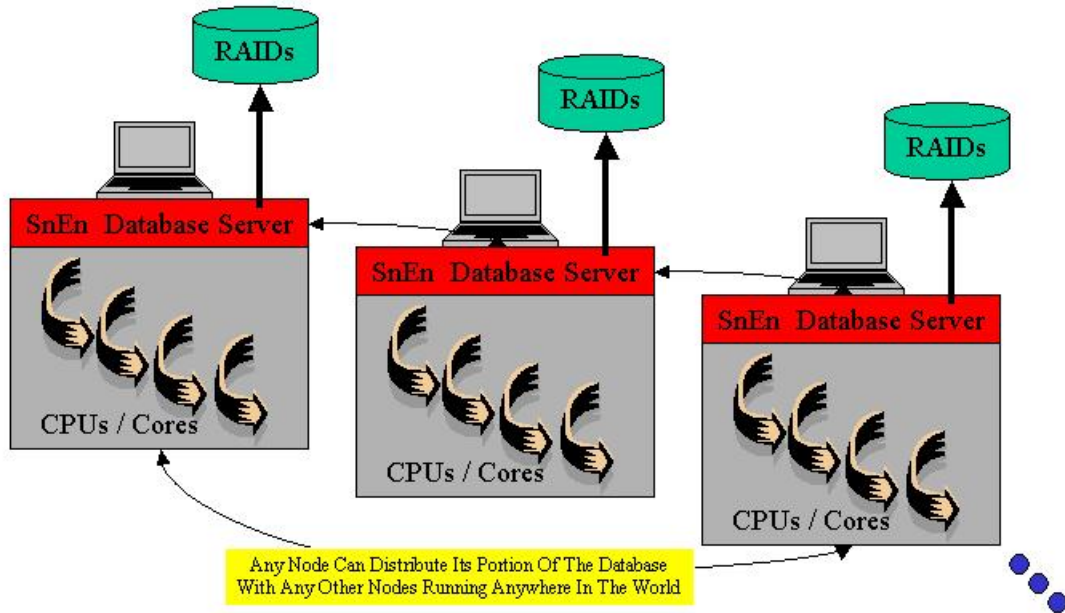 RAIDs
RAIDs
RAIDs
SnEn Database Server
SnEn Database Server
SnEn Database Server
CPUs / Cores
CPUs / Cores
CPUs / Cores
Any Node Can Distribute Its Portion Of The Database
With Any Other Nodes Running Anywhere In The World